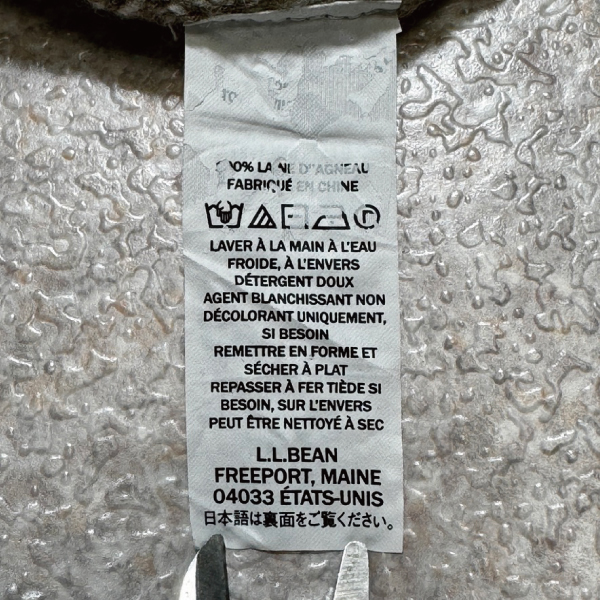 100% LAINE D'AGNEAU
FABRIQUÉ EN CHINE
LAVER À LA MAIN À L'EAU
FROIDE, À L'ENVERS
DÉTERGENT DOUX
AGENT BLANCHISSANT NON
DÉCOLORANT UNIQUEMENT,
SI BESOIN
REMETTRE EN FORME ET
SÉCHER À PLAT
REPASSER À FER TIÈDE SI
BESOIN, SUR L'ENVERS
PEUT ÊTRE NETTOYÉ À SEC
L.L.BEAN
FREEPORT, MAINE
04033 ÉTATS-UNIS
日本語は裏面をご覧ください。